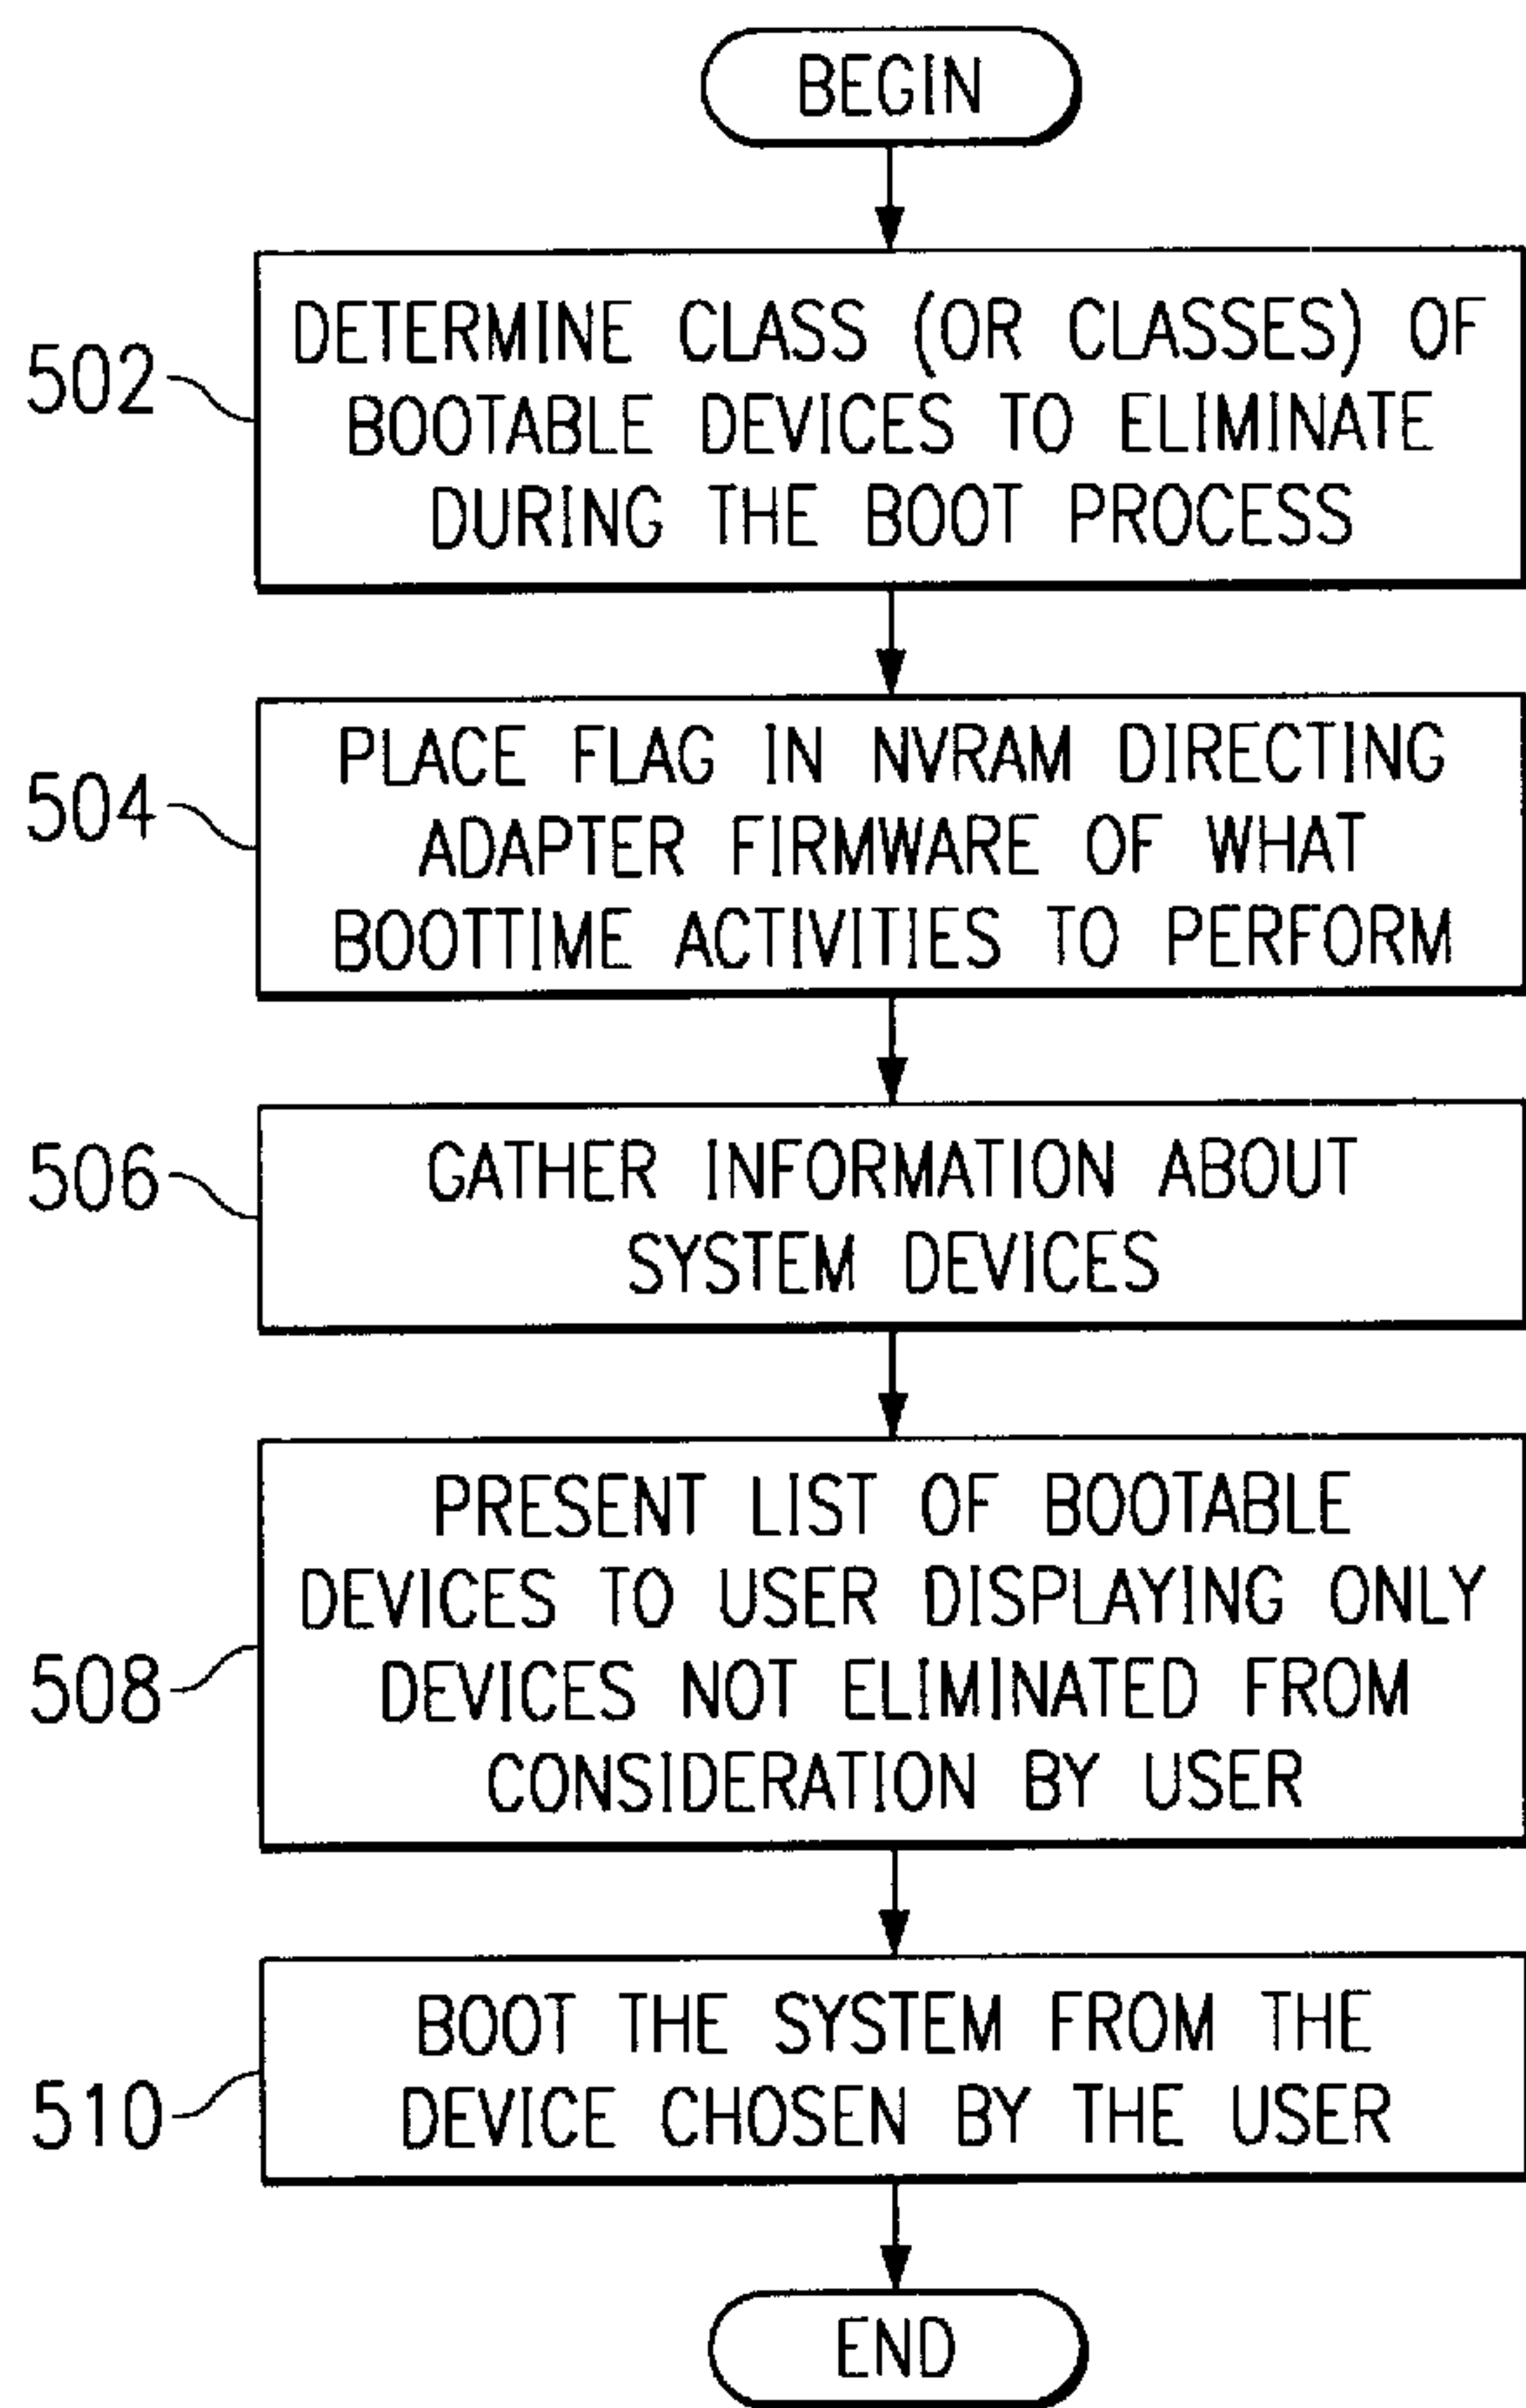 BEGIN
502
DETERMINE CLASS (OR CLASSES) OF
BOOTABLE DEVICES TO ELIMINATE
DURING THE BOOT PROCESS
504
PLACE FLAG IN NVRAM DIRECTING
ADAPTER FIRMWARE OF WHAT
BOOTTIME ACTIVITIES TO PERFORM
506
GATHER INFORMATION ABOUT
SYSTEM DEVICES
508
PRESENT LIST OF BOOTABLE
DEVICES TO USER DISPLAYING ONLY
DEVICES NOT ELIMINATED FROM
CONSIDERATION BY USER
510
BOOT THE SYSTEM FROM THE
DEVICE CHOSEN BY THE USER
END